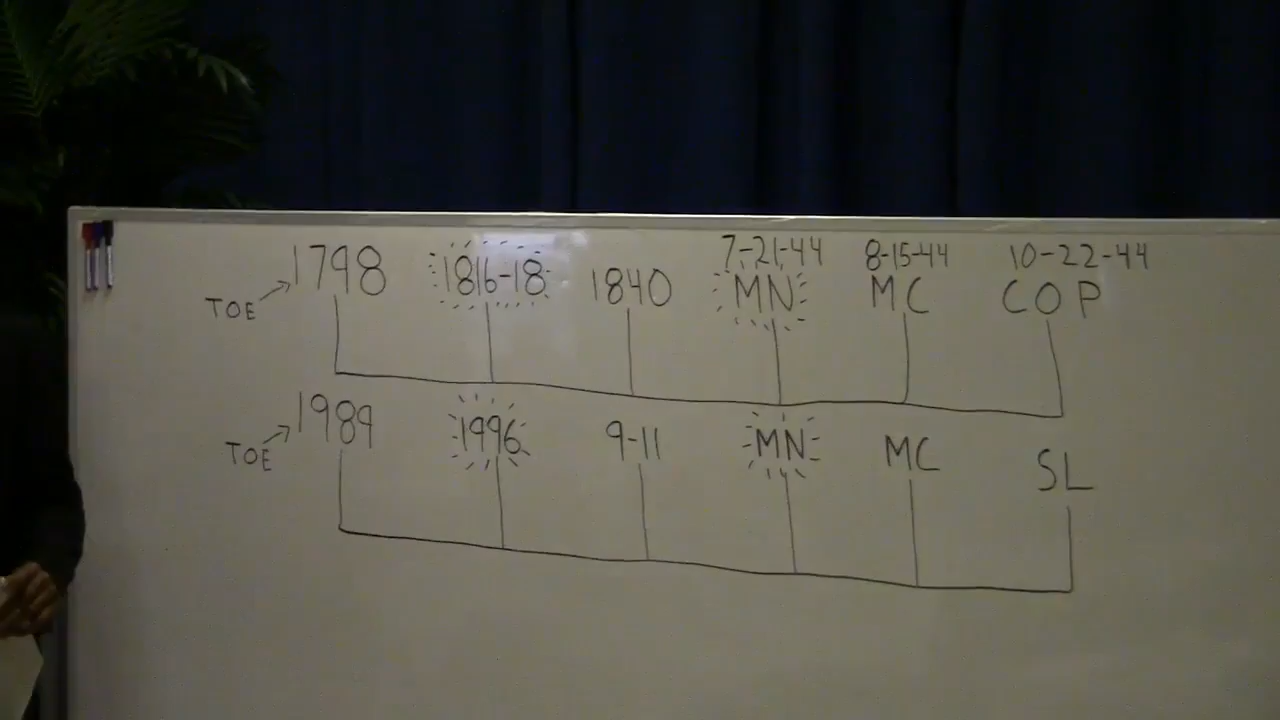 7-21-44 8-15-44 10-22-44
1798 1816-18 1840 MN MC COP
TOE
1989 1996 9-11 MN MC SL
TOE